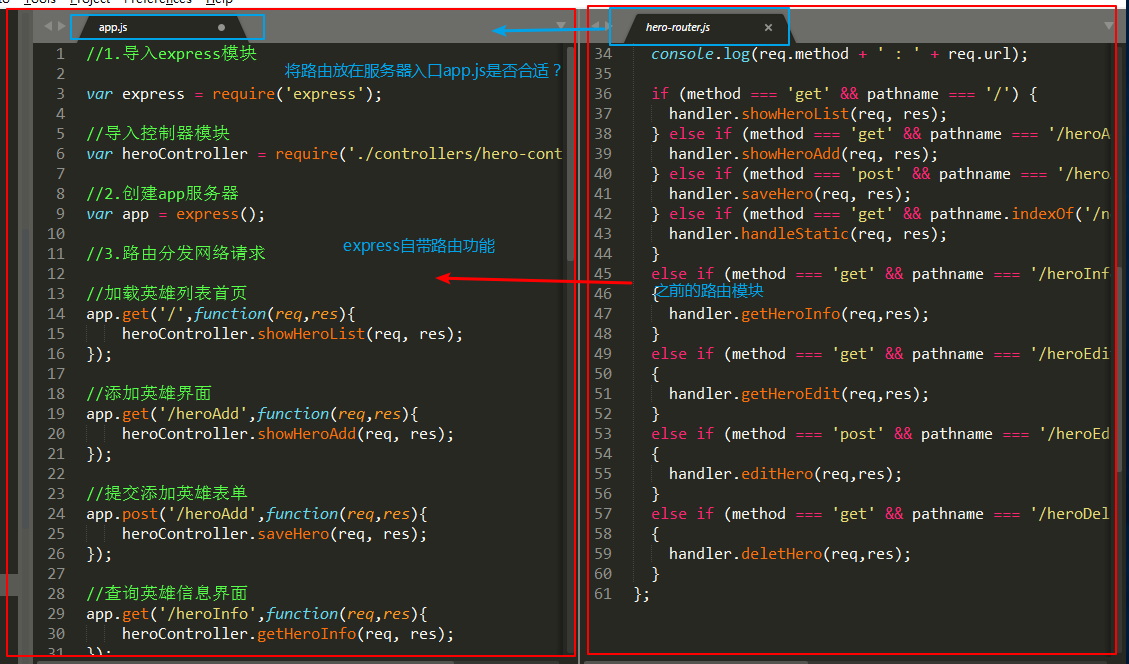 Tools Project Preferences Help
app.js
1 //1.导入express模块
2
将路由放在服务器入口app.js是否合适？
3 var express = require('express');
4
5 //导入控制器模块
6 var heroController = require('./controllers/hero-cont
7
8 //2.创建app服务器
9 var app = express();
10
express自带路由功能
11 //3.路由分发网络请求
12
13 //加载英雄列表首页
14 app.get('/',function(req,res){
15 heroController.showHeroList(req, res);
16 });
17
18 //添加英雄界面
19 app.get('/heroAdd',function(req,res){
20 heroController.showHeroAdd(req, res);
21 });
22
23 //提交添加英雄表单
24 app.post('/heroAdd',function(req,res){
25 heroController.saveHero(req, res);
26 });
27
28 //查询英雄信息界面
29 app.get('/heroInfo',function(req,res){
30 heroController.getHeroInfo(req, res);
31 });
hero-router.js
34 console.log(req.method + ' : ' + req.url);
35
36 if (method === 'get' && pathname === '/') {
37 handler.showHeroList(req, res);
38 } else if (method === 'get' && pathname === '/heroA
39 handler.showHeroAdd(req, res);
40 } else if (method === 'post' && pathname === '/hero
41 handler.saveHero(req, res);
42 } else if (method === 'get' && pathname.indexOf('/n
43 handler.handleStatic(req, res);
44 }
45 else if (method === 'get' && pathname === '/heroInf
46 {
之前的路由模块
47 handler.getHeroInfo(req,res);
48 }
49 else if (method === 'get' && pathname === '/heroEdi
50 {
51 handler.getHeroEdit(req,res);
52 }
53 else if (method === 'post' && pathname === '/heroEd
54 {
55 handler.editHero(req,res);
56 }
57 else if (method === 'get' && pathname === '/heroDel
58 {
59 handler.deletHero(req,res);
60 }
61 };